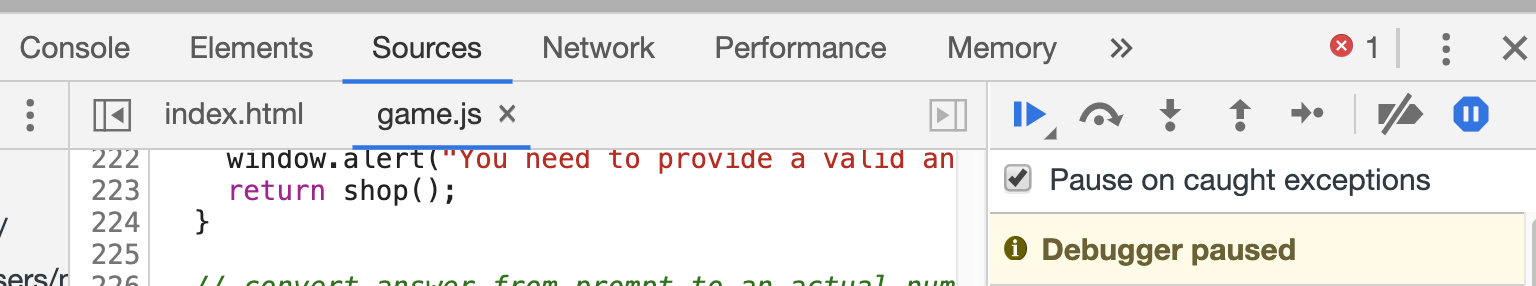 Console Elements Sources Network Performance Memory » 1
index.html game.js ×
222 window.alert("You need to provide a valid an
223 return shop();
224 }
225
226 // convert answer from prompt to an actual num
/
sers/
Pause on caught exceptions
Debugger paused